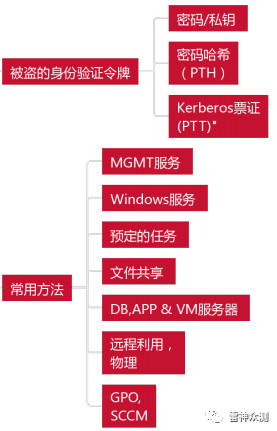 被盗的身份验证令牌
密码/私钥
密码哈希
（PTH）
Kerberos票证
(PTT)"
常用方法
MGMT服务
Windows服务
预定的任务
文件共享
DB,APP & VM服务器
远程利用，
物理
GPO,
SCCM
雷神众测